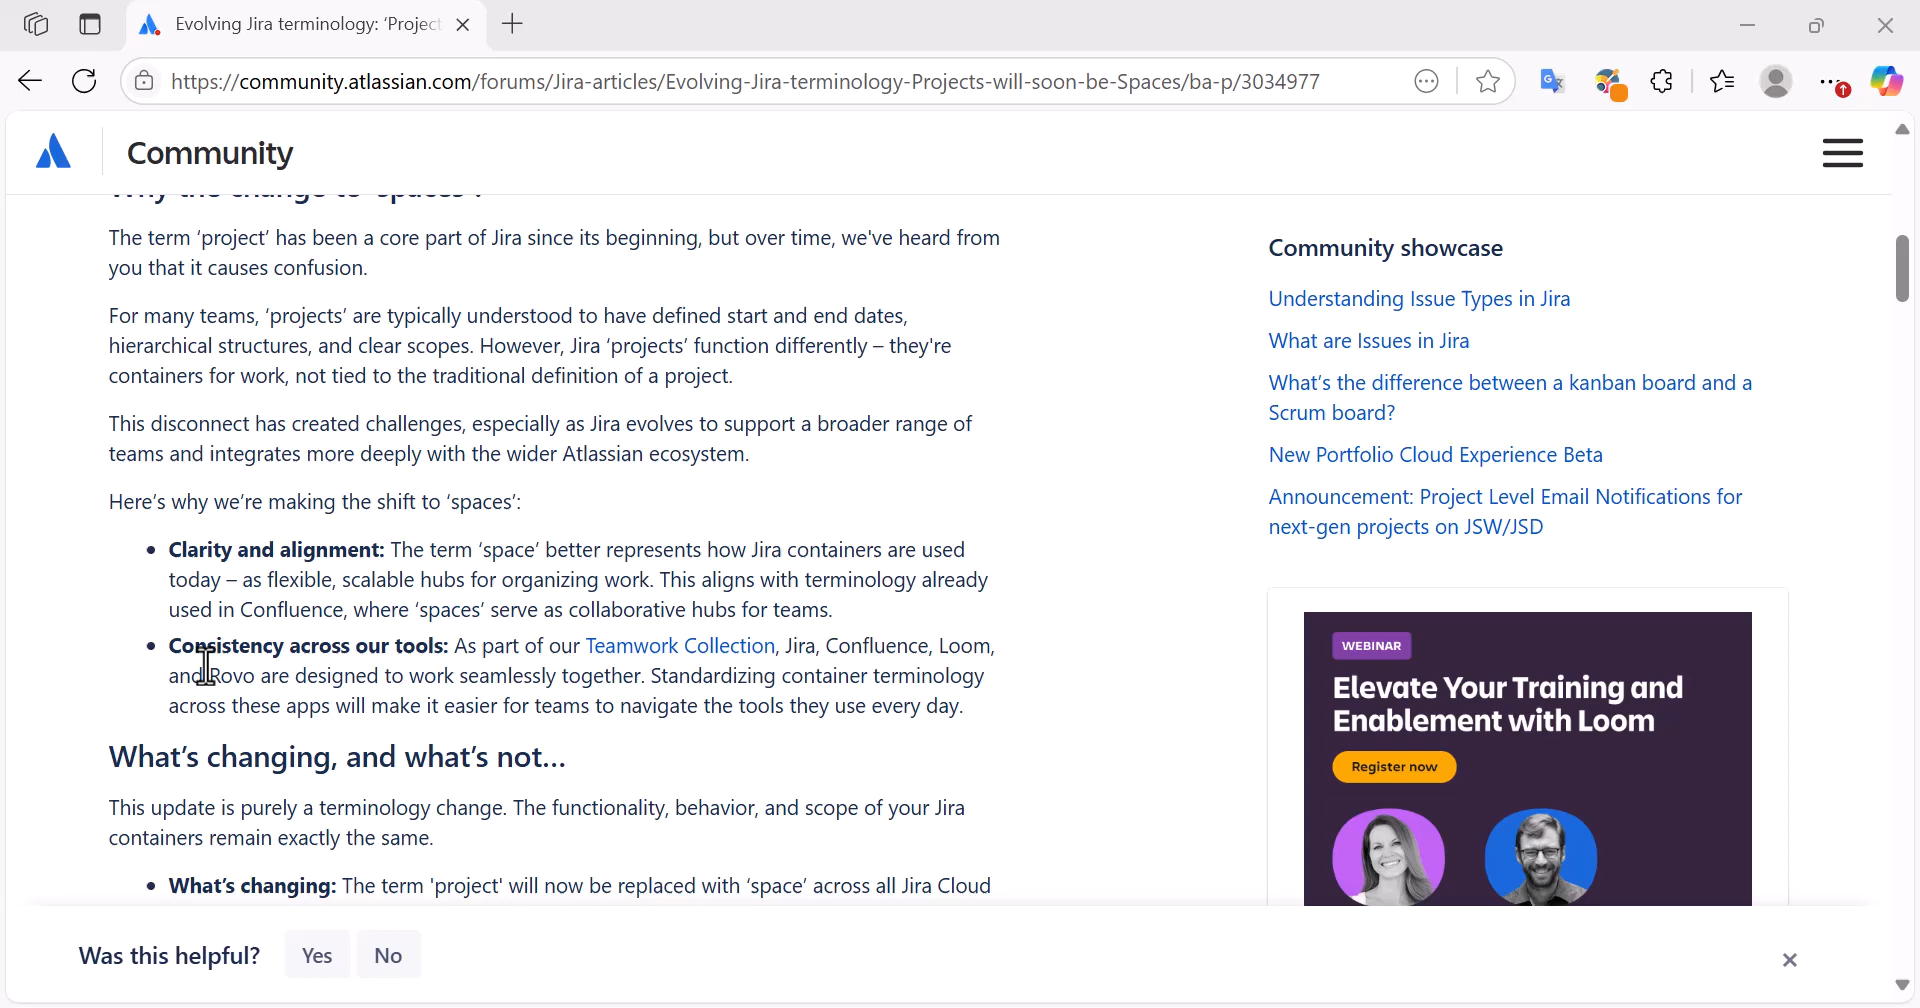 Evolving Jira terminology: ‘Project
https://community.atlassian.com/forums/Jira-articles/Evolving-Jira-terminology-Projects-will-soon-be-Spaces/ba-p/3034977
Community
Why the change to ‘spaces’?
The term ‘project’ has been a core part of Jira since its beginning, but over time, we've heard from
you that it causes confusion.
For many teams, ‘projects’ are typically understood to have defined start and end dates,
hierarchical structures, and clear scopes. However, Jira ‘projects’ function differently – they're
containers for work, not tied to the traditional definition of a project.
This disconnect has created challenges, especially as Jira evolves to support a broader range of
teams and integrates more deeply with the wider Atlassian ecosystem.
Here’s why we’re making the shift to ‘spaces’:
• Clarity and alignment: The term ‘space’ better represents how Jira containers are used
today – as flexible, scalable hubs for organizing work. This aligns with terminology already
used in Confluence, where ‘spaces’ serve as collaborative hubs for teams.
• Consistency across our tools: As part of our Teamwork Collection, Jira, Confluence, Loom,
and Rovo are designed to work seamlessly together. Standardizing container terminology
across these apps will make it easier for teams to navigate the tools they use every day.
What’s changing, and what’s not...
This update is purely a terminology change. The functionality, behavior, and scope of your Jira
containers remain exactly the same.
• What’s changing: The term 'project' will now be replaced with ‘space’ across all Jira Cloud
Community showcase
Understanding Issue Types in Jira
What are Issues in Jira
What’s the difference between a kanban board and a
Scrum board?
New Portfolio Cloud Experience Beta
Announcement: Project Level Email Notifications for
next-gen projects on JSW/JSD
WEBINAR
Elevate Your Training and
Enablement with Loom
Register now
Was this helpful?
Yes
No